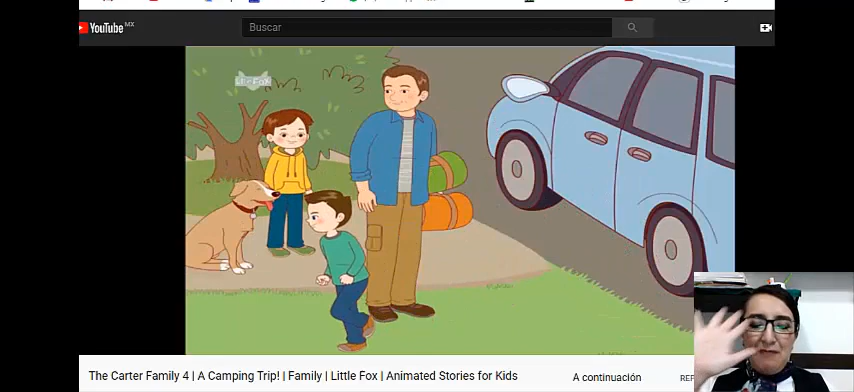 YouTube MX
Buscar
LITTLE FOX
The Carter Family 4 | A Camping Trip! | Family | Little Fox | Animated Stories for Kids
A continuación